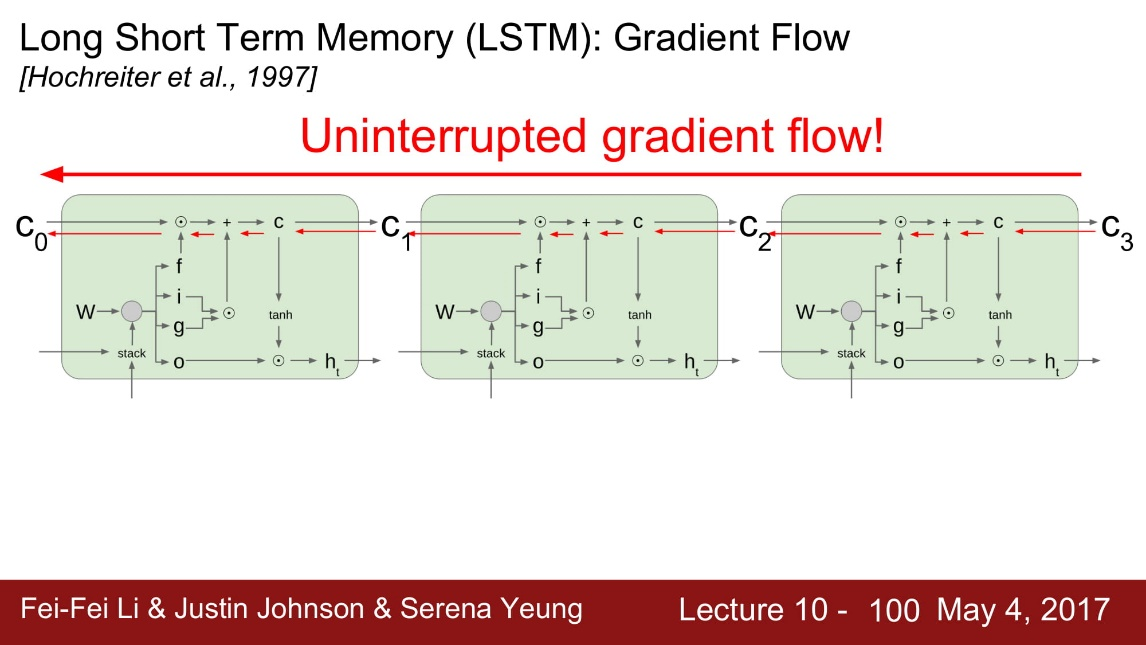 Long Short Term Memory (LSTM): Gradient Flow
[Hochreiter et al., 1997]
Uninterrupted gradient flow!
C0
W
stack
f
i
g
o
☉
+
c
☉
tanh
☉
ht
C1
W
stack
f
i
g
o
☉
+
c
☉
tanh
☉
ht
C2
W
stack
f
i
g
o
☉
+
c
☉
tanh
☉
ht
C3
Fei-Fei Li & Justin Johnson & Serena Yeung
Lecture 10 - 100 May 4, 2017